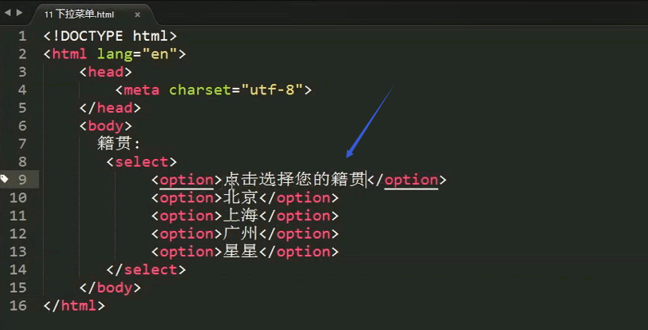 11 下拉菜单.html ×
1 <!DOCTYPE html>
2 <html lang="en">
3 <head>
4 <meta charset="utf-8">
5 </head>
6 <body>
7 籍贯:
8 <select>
9 <option>点击选择您的籍贯</option>
10 <option>北京</option>
11 <option>上海</option>
12 <option>广州</option>
13 <option>星星</option>
14 </select>
15 </body>
16 </html>